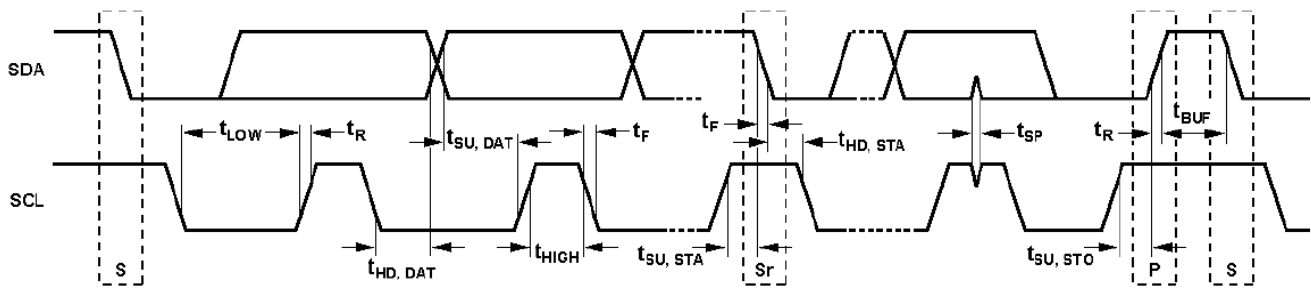 SDA
tLOW
tR
tSU, DAT
tF
tF
tHD, STA
tSP
tR
tBUF
SCL
S
tHD, DAT
tHIGH
tSU, STA
Sr
tSU, STO
P
S